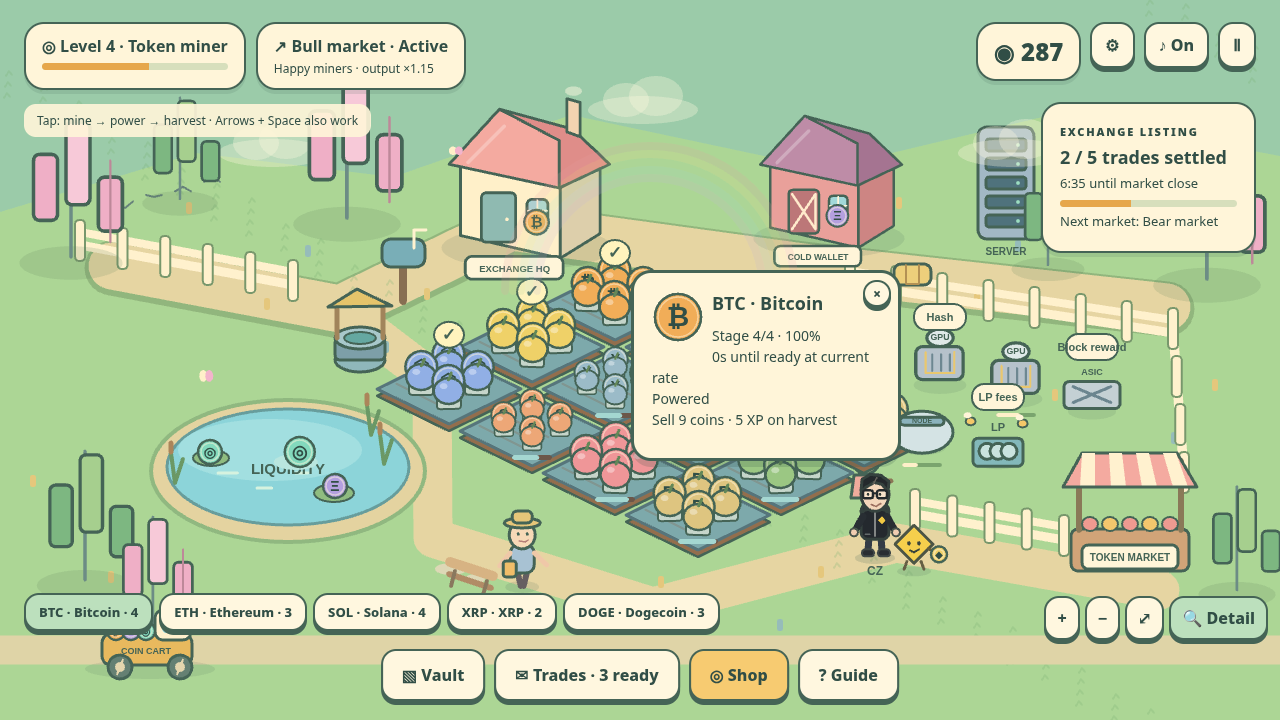 ◎ Level 4 · Token miner
↗ Bull market · Active
Happy miners · output ×1.15
◉ 287
⚙
♪ On
Ⅱ
Tap: mine → power → harvest · Arrows + Space also work
EXCHANGE LISTING
2 / 5 trades settled
6:35 until market close
Next market: Bear market
EXCHANGE HQ
COLD WALLET
SERVER
BTC · Bitcoin
×
Stage 4/4 · 100%
0s until ready at current
rate
Powered
Sell 9 coins · 5 XP on harvest
Hash
GPU
GPU
Block reward
ASIC
LP fees
LP
NODE
LIQUIDITY
CZ
TOKEN MARKET
BTC · Bitcoin · 4
ETH · Ethereum · 3
SOL · Solana · 4
XRP · XRP · 2
DOGE · Dogecoin · 3
+
−
⤢
🔍 Detail
COIN CART
▧ Vault
✉ Trades · 3 ready
◎ Shop
? Guide